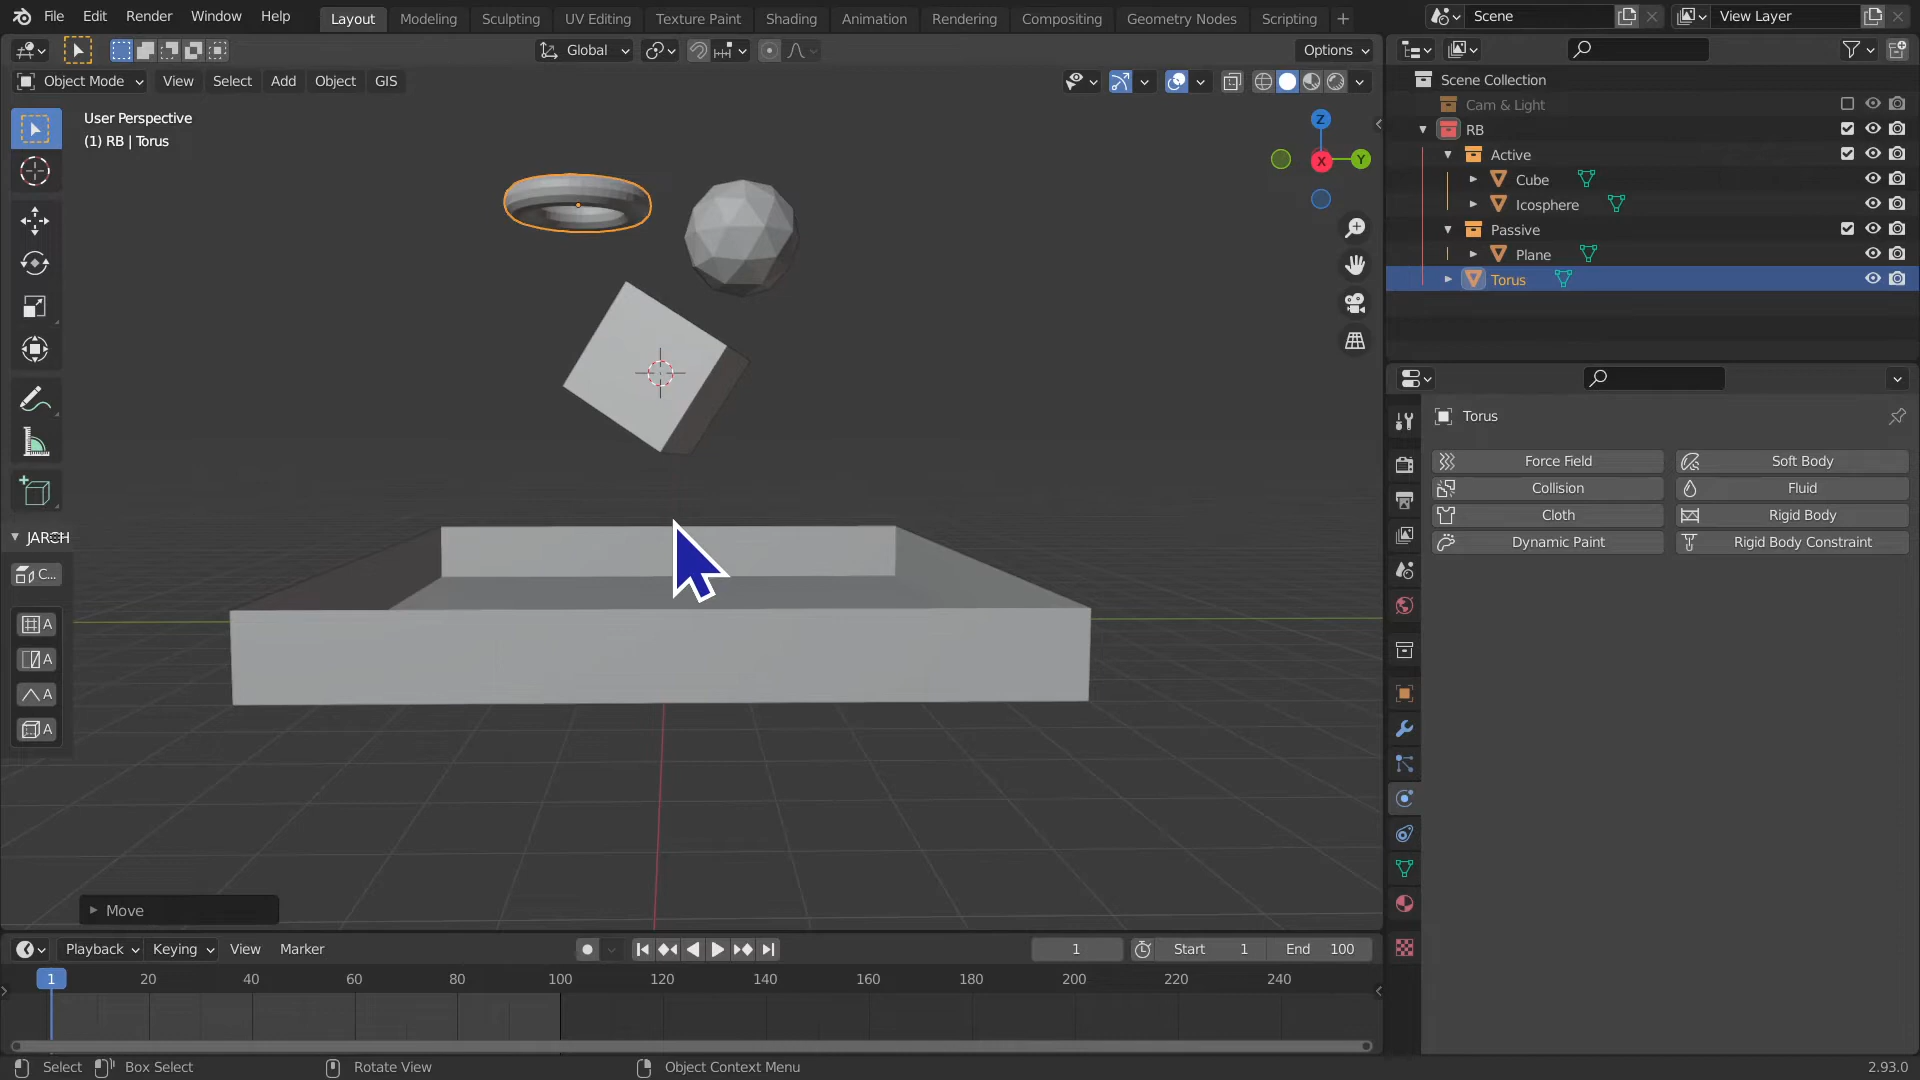 File Edit Render Window Help Layout Modeling Sculpting UV Editing Texture Paint Shading Animation Rendering Compositing Geometry Nodes Scripting + Scene View Layer
Global Options
Object Mode View Select Add Object GIS
User Perspective
(1) RB | Torus
Z
X
Y
JARCH
C...
A
A
A
A
Move
Scene Collection
Cam & Light
RB
Active
Cube
Icosphere
Passive
Plane
Torus
Torus
Force Field Soft Body
Collision Fluid
Cloth Rigid Body
Dynamic Paint Rigid Body Constraint
Playback Keying View Marker 1 Start 1 End 100
1 20 40 60 80 100 120 140 160 180 200 220 240
Select Box Select Rotate View Object Context Menu 2.93.0